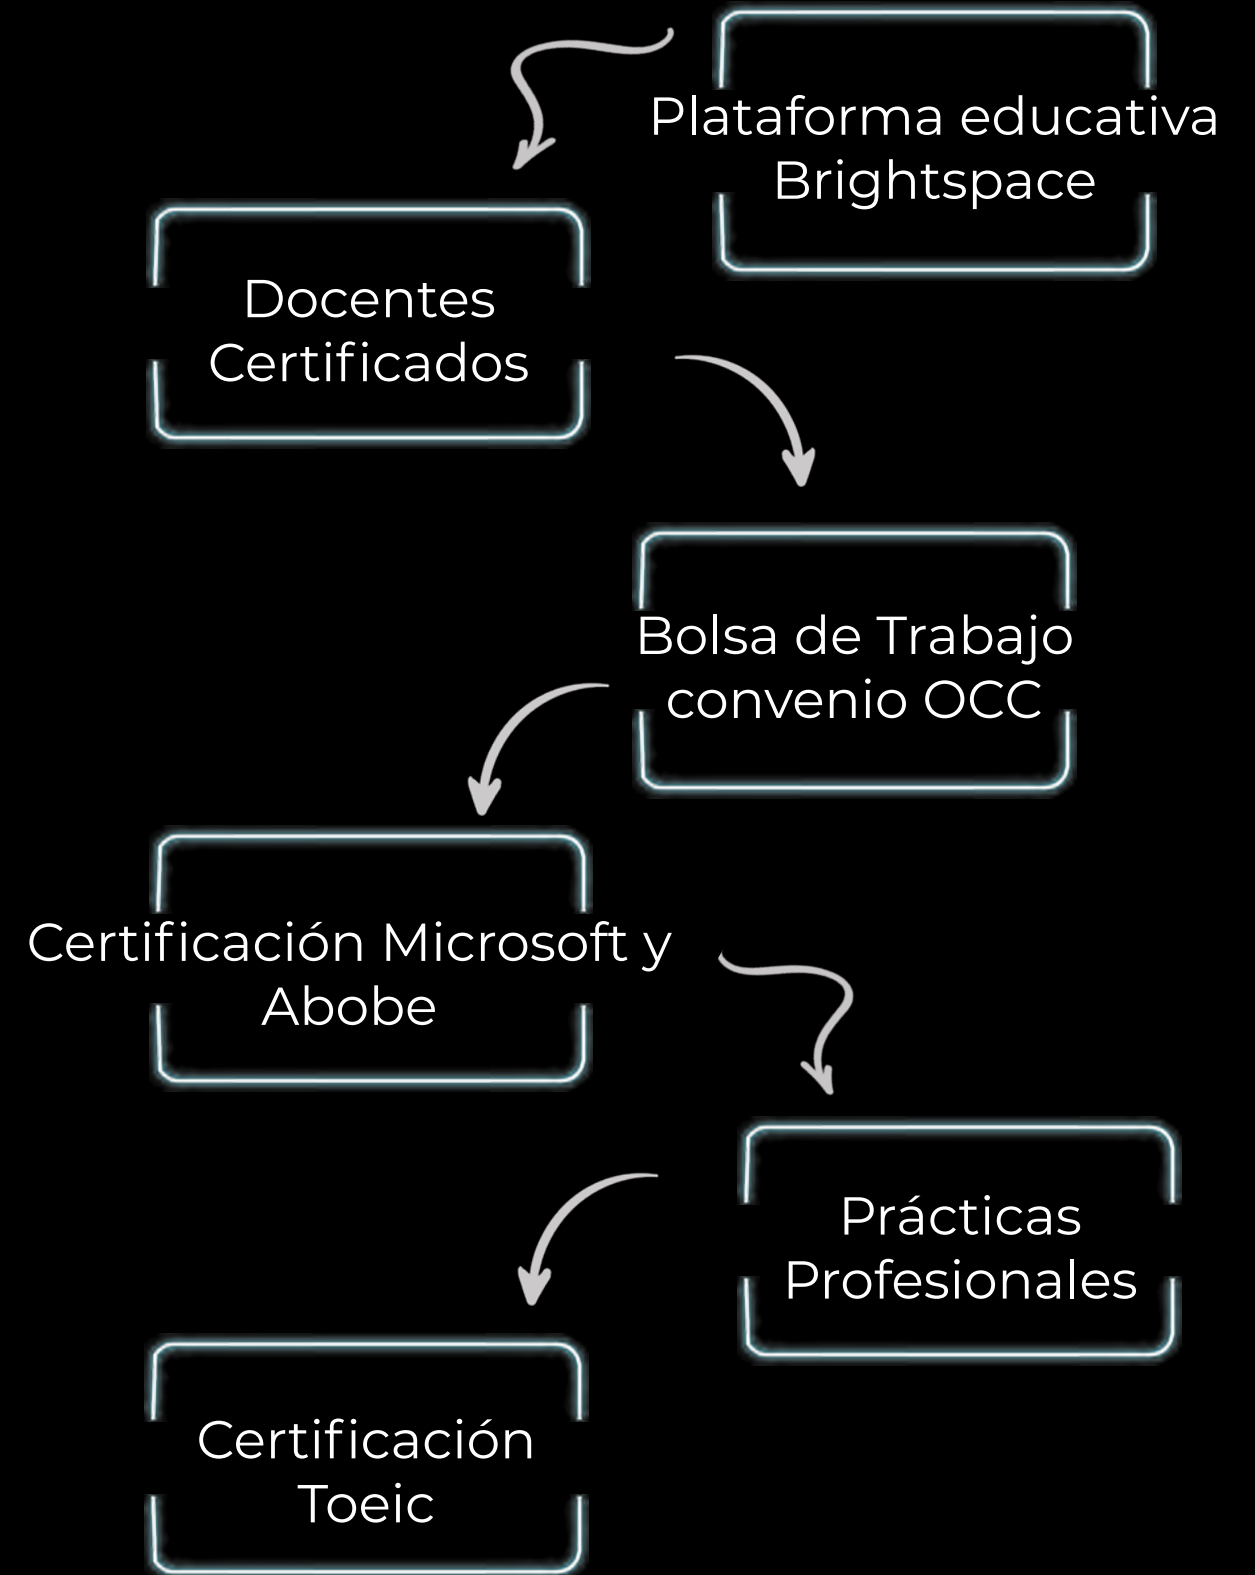 Plataforma educativa
Brightspace
Docentes
Certificados
Bolsa de Trabajo
convenio OCC
Certificación Microsoft y
Abobe
Prácticas
Profesionales
Certificación
Toeic